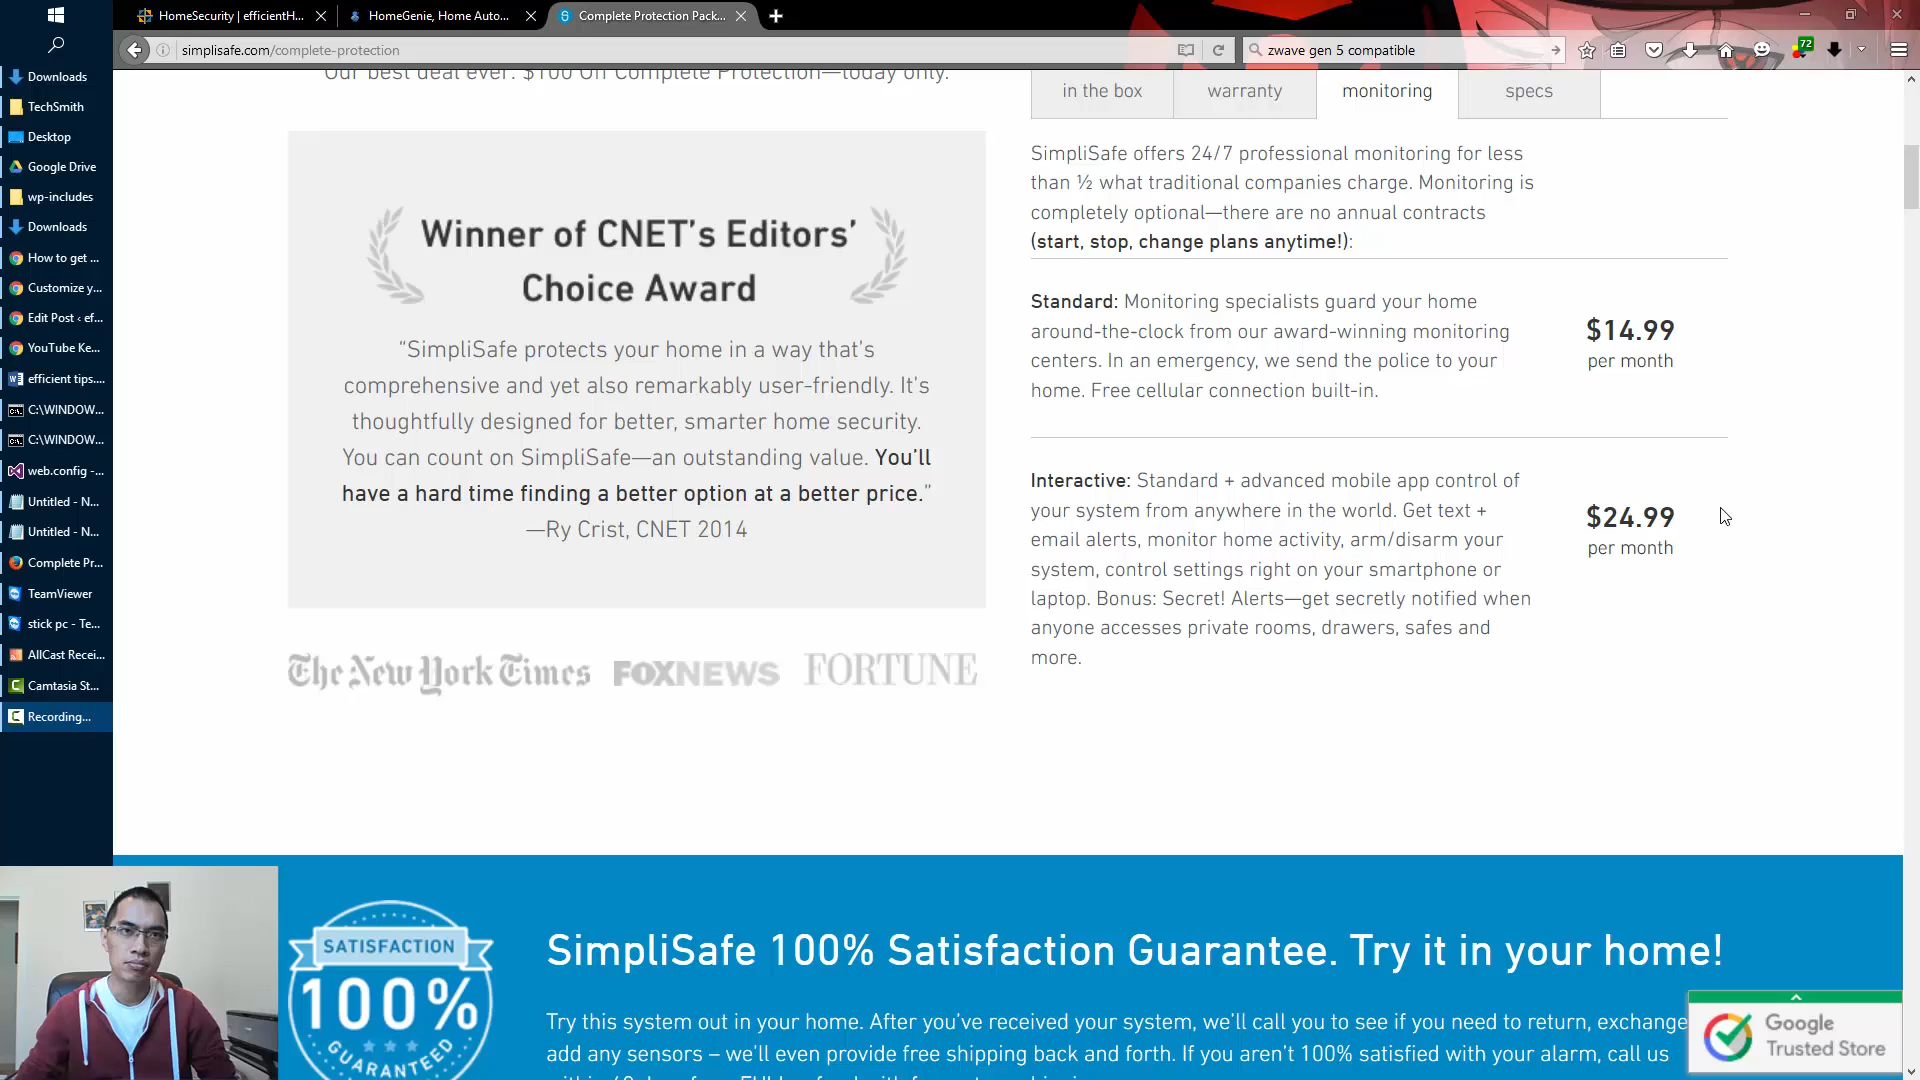 HomeSecurity | efficientH...
HomeGenie, Home Auto...
Complete Protection Pack...
simplisafe.com/complete-protection
zwave gen 5 compatible
72
Downloads
TechSmith
Desktop
Google Drive
wp-includes
Downloads
How to get ...
Customize y...
Edit Post ‹ ef...
YouTube Ke...
efficient tips....
C:\WINDOW...
C:\WINDOW...
web.config -...
Untitled - N...
Untitled - N...
Complete Pr...
TeamViewer
stick pc - Te...
AllCast Recei...
Camtasia St...
Recording...
Our best deal ever: $100 Off Complete Protection—today only.
Winner of CNET’s Editors’
Choice Award
“SimpliSafe protects your home in a way that’s
comprehensive and yet also remarkably user-friendly. It’s
thoughtfully designed for better, smarter home security.
You can count on SimpliSafe—an outstanding value. You’ll
have a hard time finding a better option at a better price.”
—Ry Crist, CNET 2014
The New York Times
FOXNEWS
FORTUNE
in the box
warranty
monitoring
specs
SimpliSafe offers 24/7 professional monitoring for less
than ½ what traditional companies charge. Monitoring is
completely optional—there are no annual contracts
(start, stop, change plans anytime!):
Standard: Monitoring specialists guard your home
around-the-clock from our award-winning monitoring
centers. In an emergency, we send the police to your
home. Free cellular connection built-in.
$14.99
per month
Interactive: Standard + advanced mobile app control of
your system from anywhere in the world. Get text +
email alerts, monitor home activity, arm/disarm your
system, control settings right on your smartphone or
laptop. Bonus: Secret! Alerts—get secretly notified when
anyone accesses private rooms, drawers, safes and
more.
$24.99
per month
SATISFACTION
100%
GUARANTEED
SimpliSafe 100% Satisfaction Guarantee. Try it in your home!
Try this system out in your home. After you’ve received your system, we’ll call you to see if you need to return, exchange
add any sensors – we’ll even provide free shipping back and forth. If you aren’t 100% satisfied with your alarm, call us
Google
Trusted Store